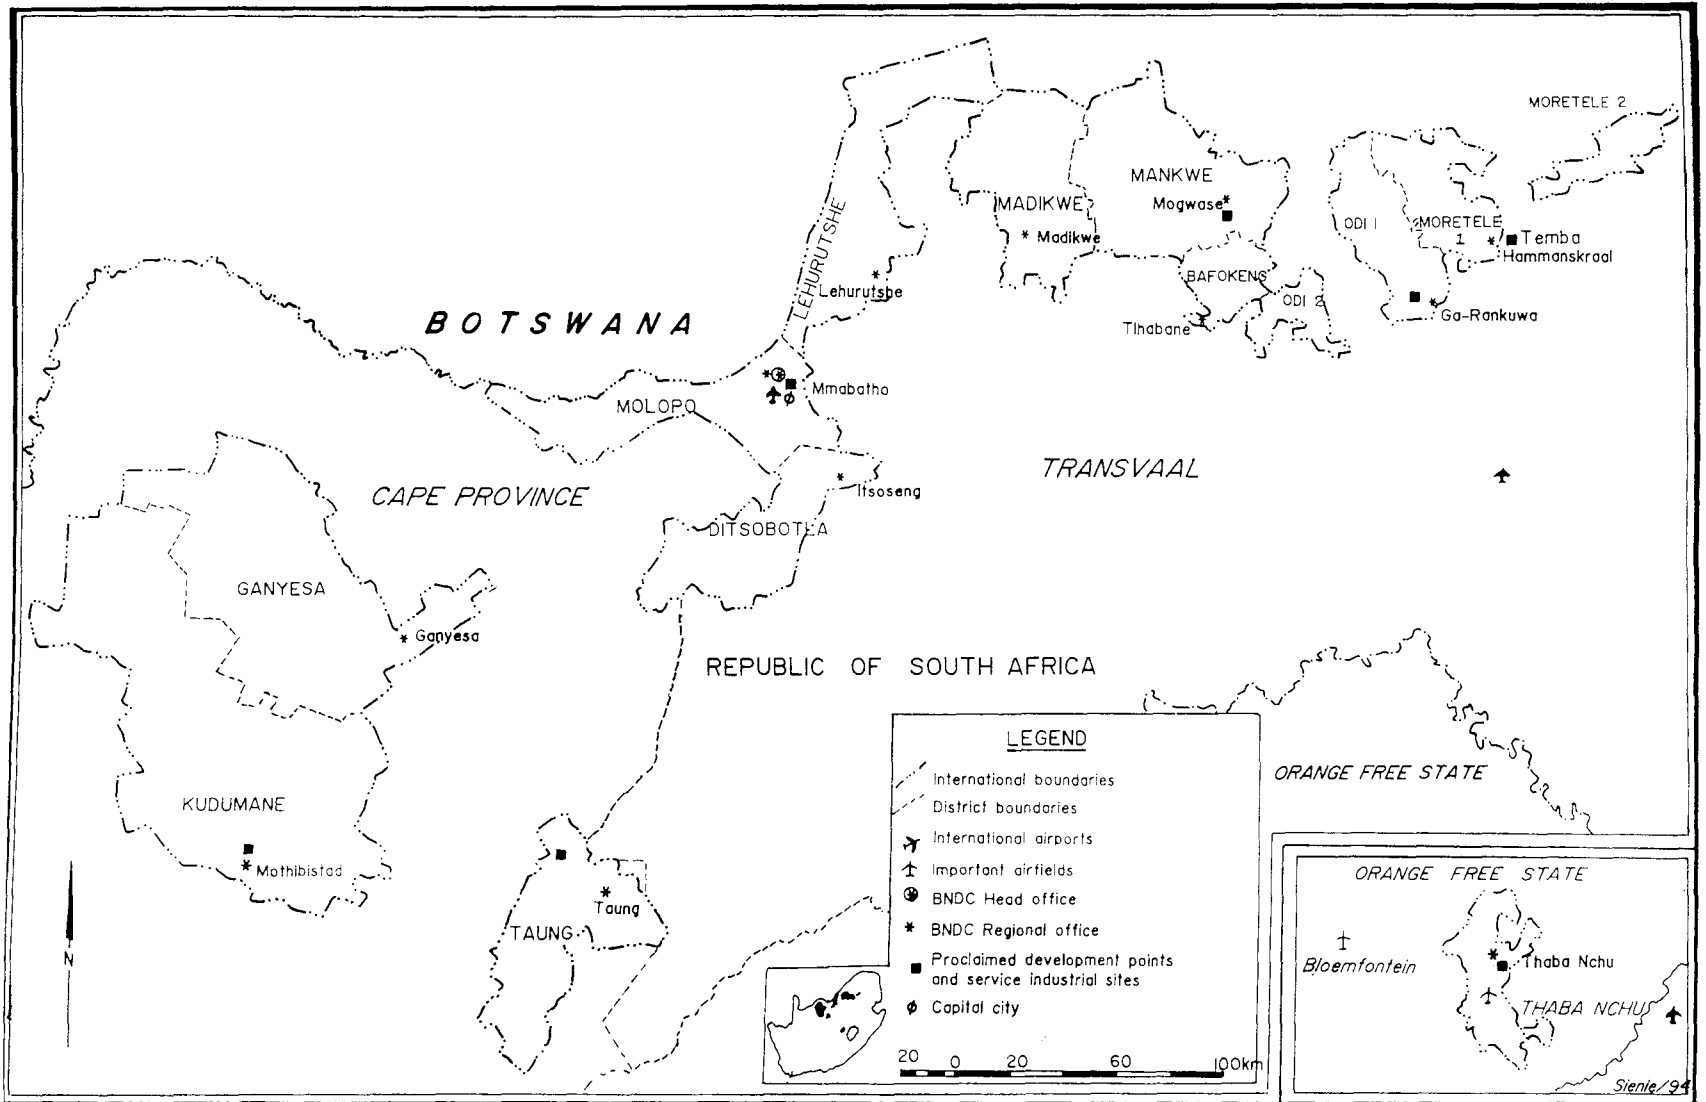 MORETELE 2
MANKWE
Mogwase
MADIKWE
Madikwe
ODI 1
MORETELE
1
Temba
Hammanskraal
LEHURUTSHE
Lehurutshe
BAFOKENG
ODI 2
Tlhabane
Ga-Rankuwa
BOTSWANA
Mmabatho
MOLOPO
TRANSVAAL
CAPE PROVINCE
Itsoseng
DITSOBOTLA
GANYESA
Ganyesa
REPUBLIC OF SOUTH AFRICA
KUDUMANE
Mothibistad
Taung
TAUNG
N
ORANGE FREE STATE
LEGEND
International boundaries
District boundaries
International airports
Important airfields
BNDC Head office
BNDC Regional office
Proclaimed development points
and service industrial sites
Capital city
20 0 20 60 100km
ORANGE FREE STATE
Bloemfontein
Thaba Nchu
THABA NCHU
Sienie/94